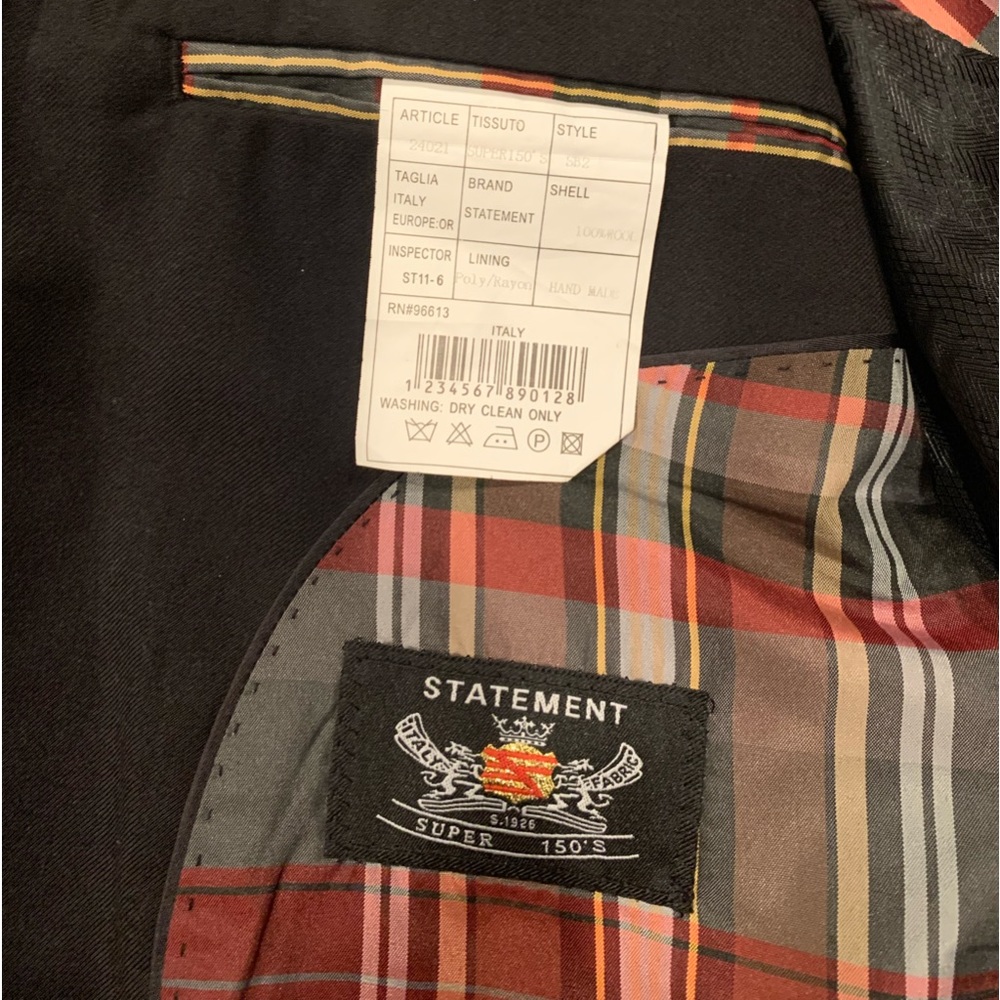 ARTICLE TISSUTO STYLE
24021 SUPER150'S SB2
TAGLIA BRAND SHELL
ITALY STATEMENT
EUROPE:OR 100%WOOL
INSPECTOR LINING
ST11-6 Poly/Rayon HAND MADE
RN#96613
ITALY
1 234567 890128
WASHING: DRY CLEAN ONLY
P
STATEMENT
ITALY FABRIC
S.1926
SUPER 150'S